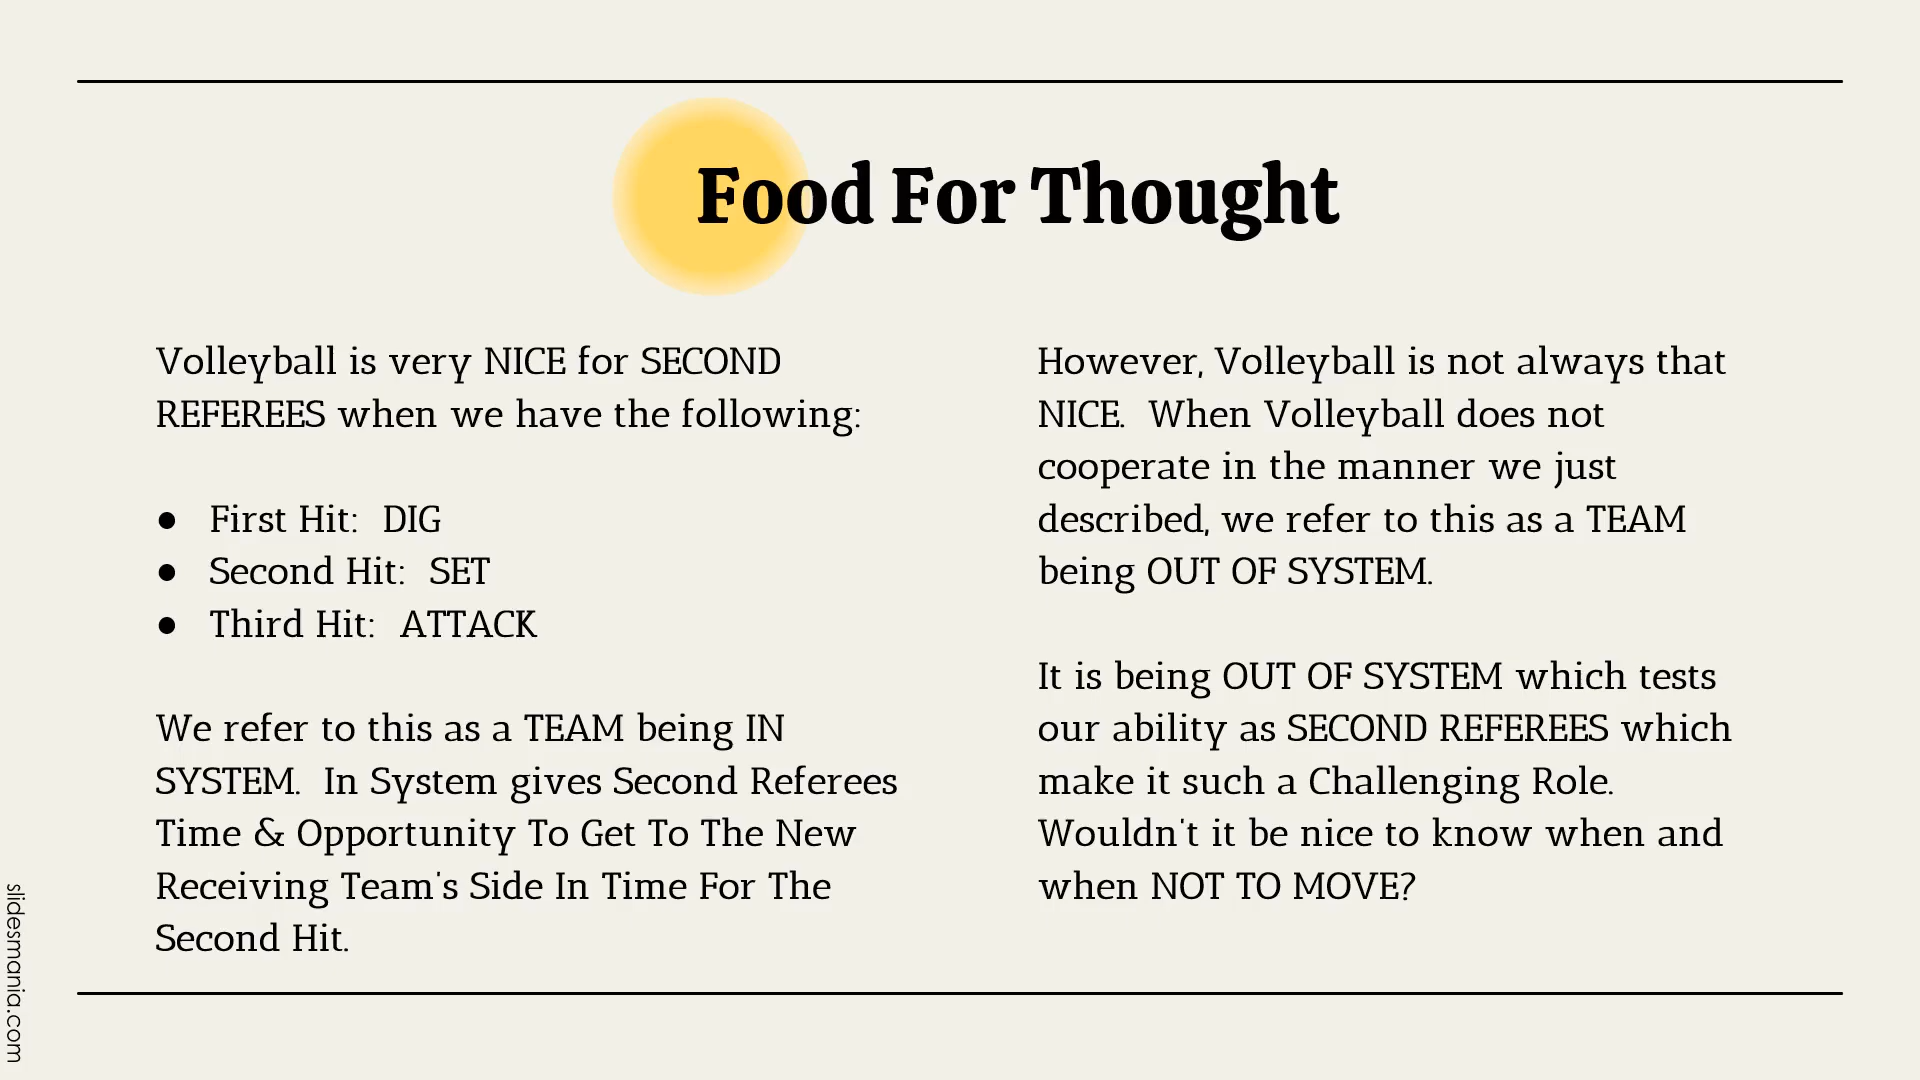 Food For Thought
Volleyball is very NICE for SECOND
REFEREES when we have the following:
● First Hit:  DIG
● Second Hit:  SET
● Third Hit:  ATTACK
We refer to this as a TEAM being IN
SYSTEM.  In System gives Second Referees
Time & Opportunity To Get To The New
Receiving Team's Side In Time For The
Second Hit.
However, Volleyball is not always that
NICE.  When Volleyball does not
cooperate in the manner we just
described, we refer to this as a TEAM
being OUT OF SYSTEM.
It is being OUT OF SYSTEM which tests
our ability as SECOND REFEREES which
make it such a Challenging Role.
Wouldn't it be nice to know when and
when NOT TO MOVE?
slidesmania.com